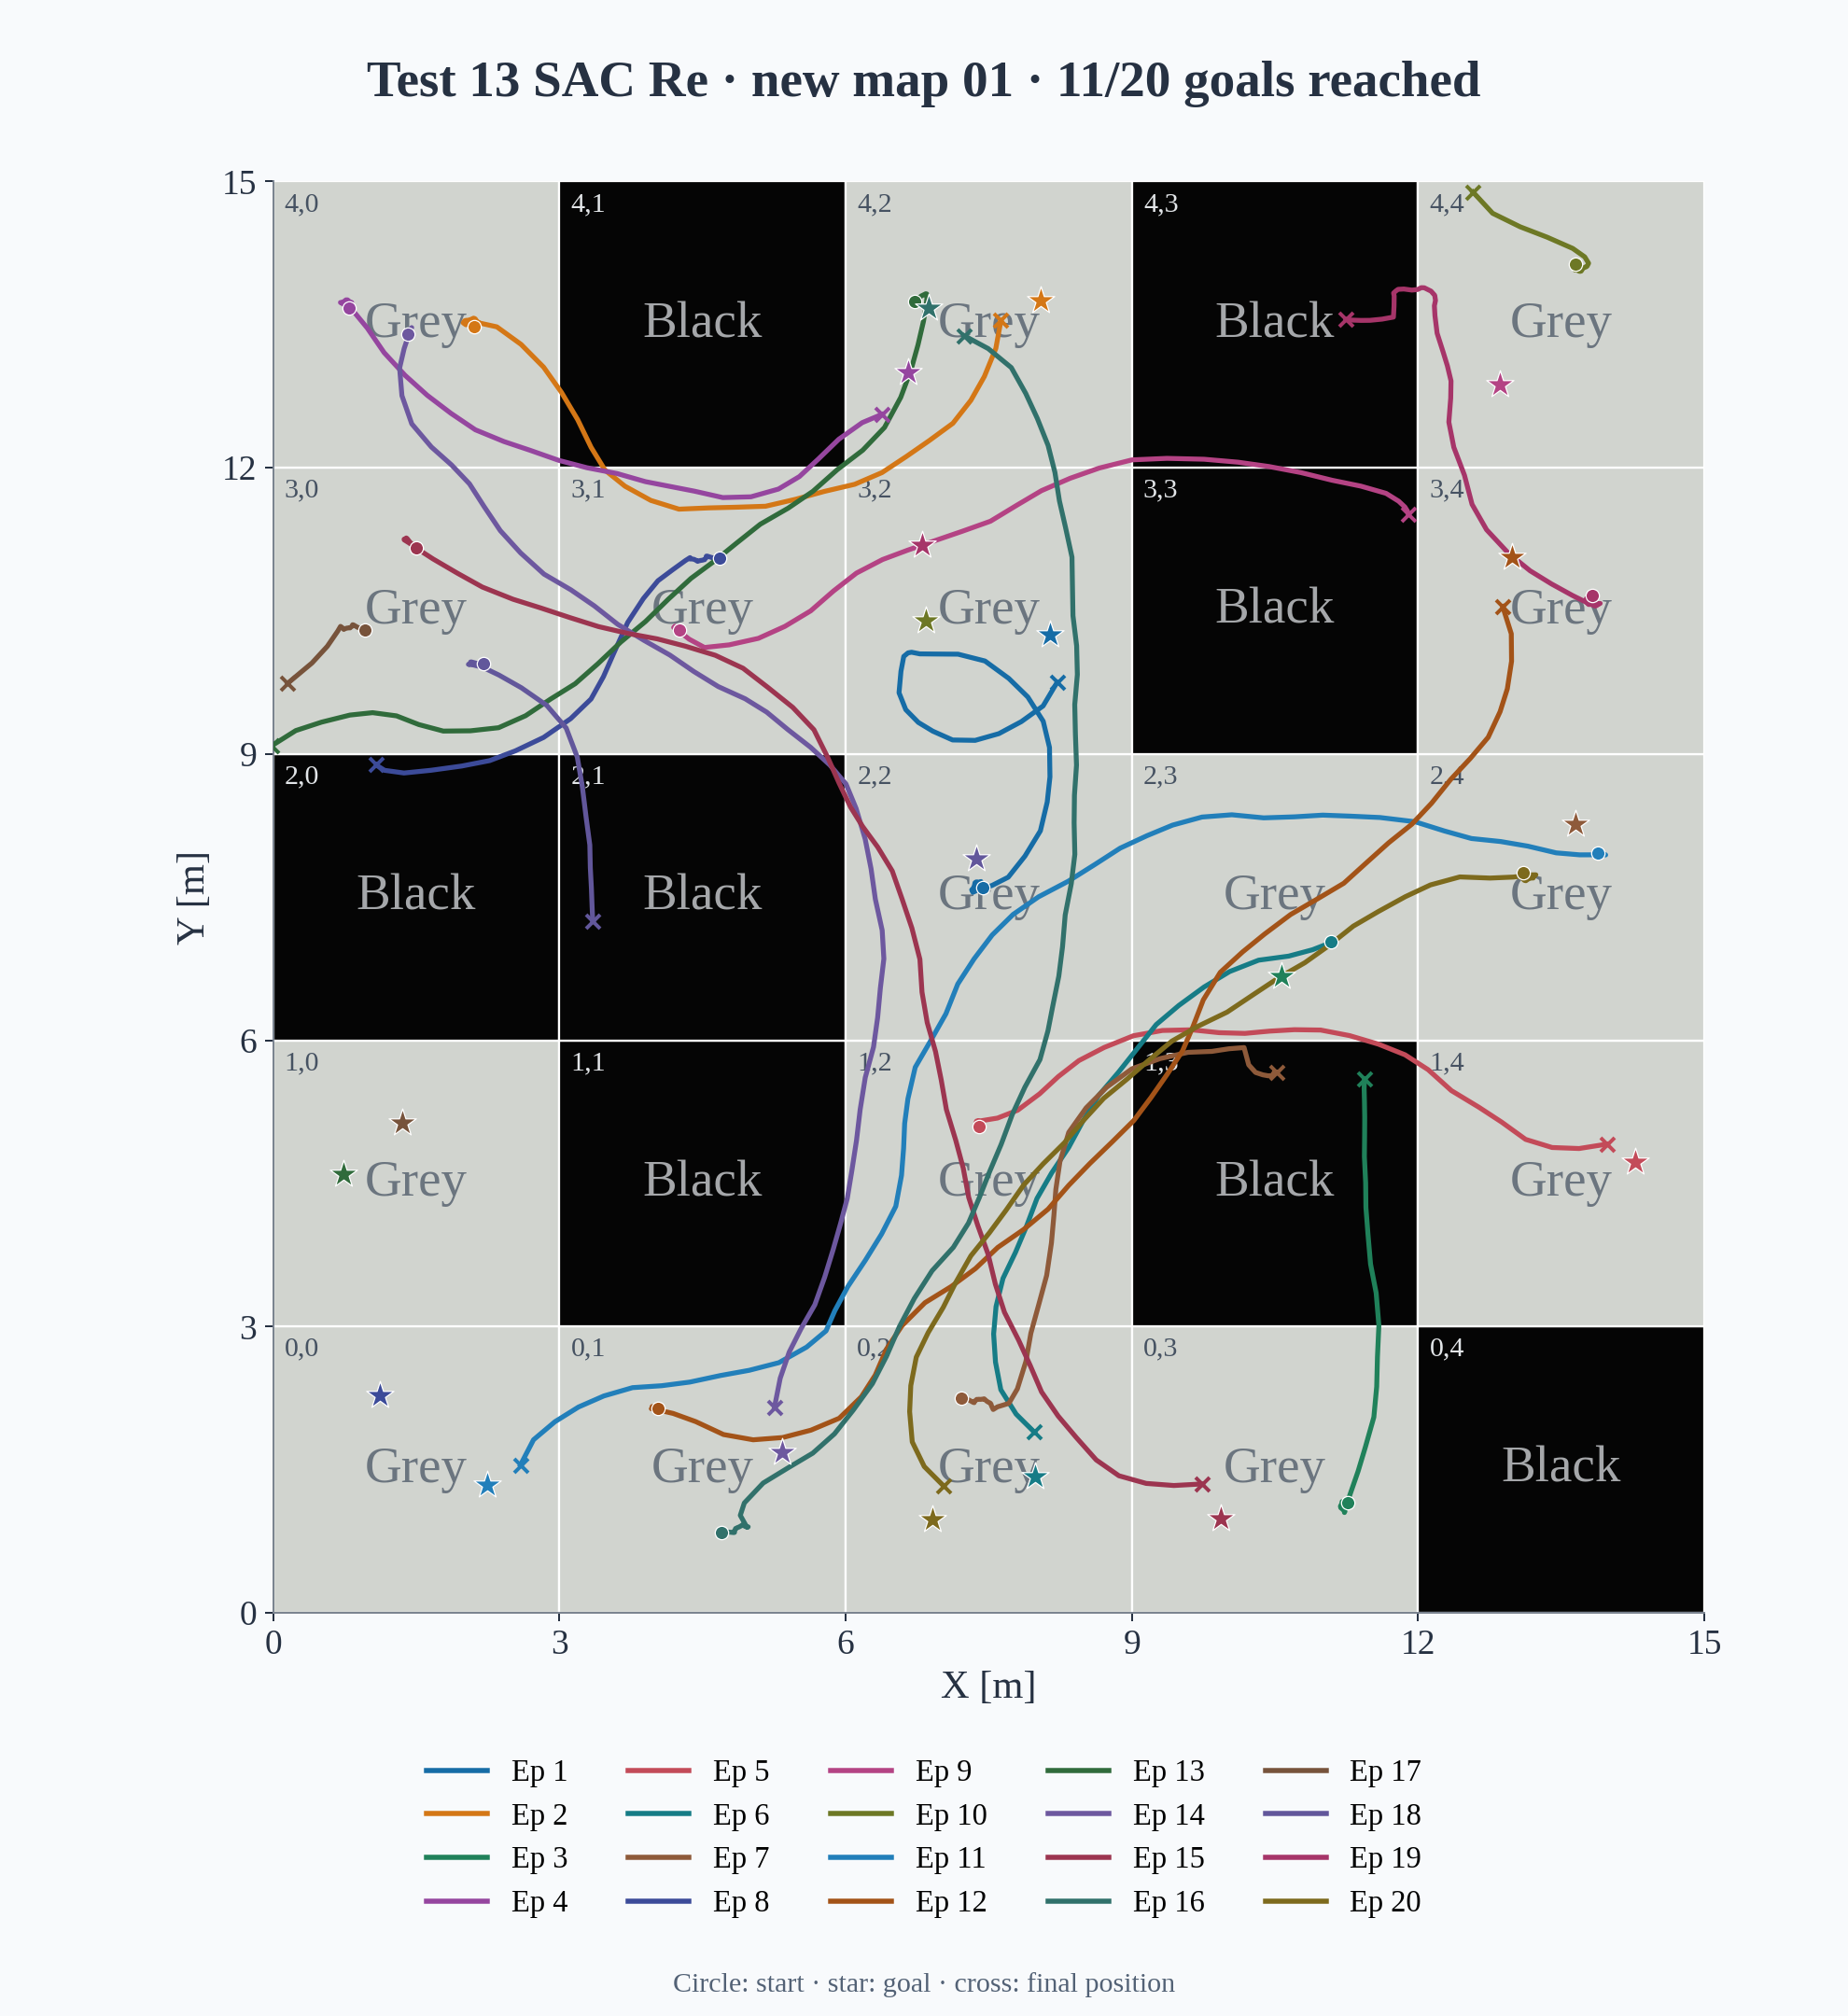 Test 13 SAC Re · new map 01 · 11/20 goals reached
15
4,0
4,1
4,2
4,3
4,4
Grey
Black
Grey
Black
Grey
12
3,0
3,1
3,2
3,3
3,4
Grey
Grey
Grey
Black
Grey
9
2,0
2,1
2,2
2,3
2,4
Y [m]
Black
Black
Grey
Grey
Grey
6
1,0
1,1
1,2
1,3
1,4
Grey
Black
Grey
Black
Grey
3
0,0
0,1
0,2
0,3
0,4
Grey
Grey
Grey
Grey
Black
0
0 3 6 9 12 15
X [m]
Ep 1 Ep 5 Ep 9 Ep 13 Ep 17
Ep 2 Ep 6 Ep 10 Ep 14 Ep 18
Ep 3 Ep 7 Ep 11 Ep 15 Ep 19
Ep 4 Ep 8 Ep 12 Ep 16 Ep 20
Circle: start · star: goal · cross: final position